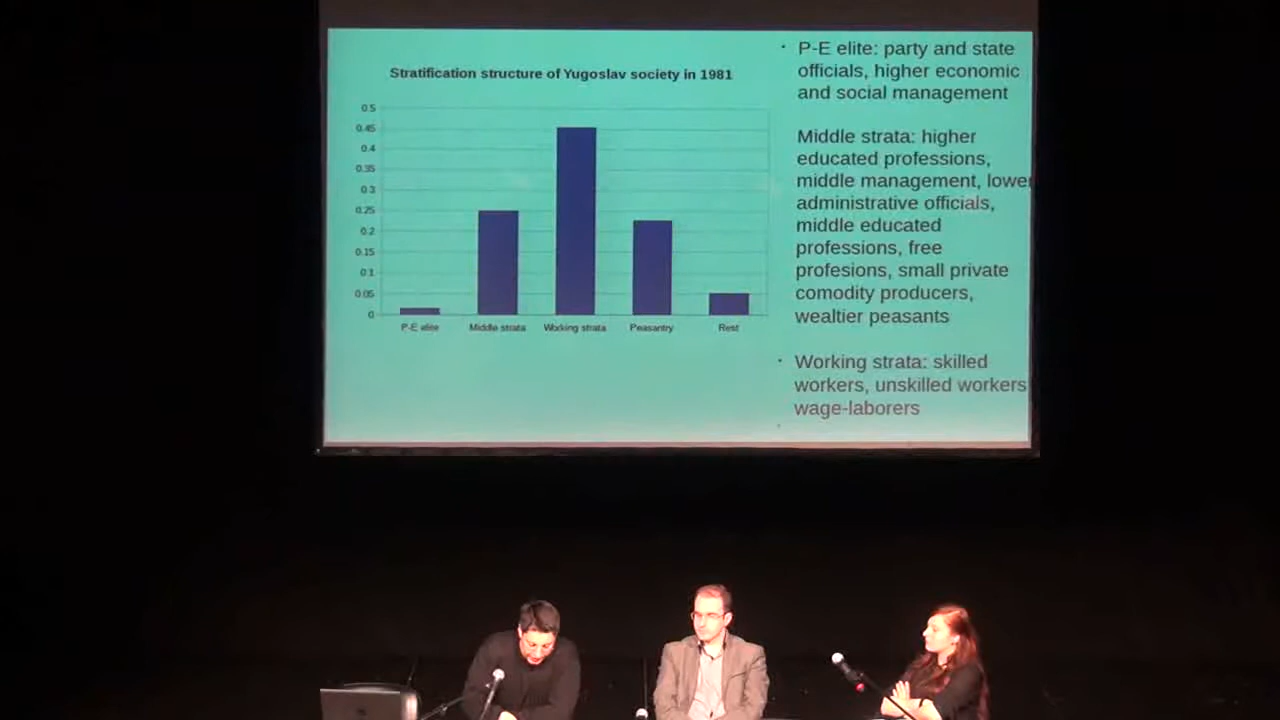 Stratification structure of Yugoslav society in 1981
0.5
0.45
0.4
0.35
0.3
0.25
0.2
0.15
0.1
0.05
0
P-E elite
Middle strata
Working strata
Peasantry
Rest
· P-E elite: party and state
officials, higher economic
and social management
Middle strata: higher
educated professions,
middle management, lower
administrative officials,
middle educated
professions, free
profesions, small private
comodity producers,
wealtier peasants
· Working strata: skilled
workers, unskilled workers
wage-laborers